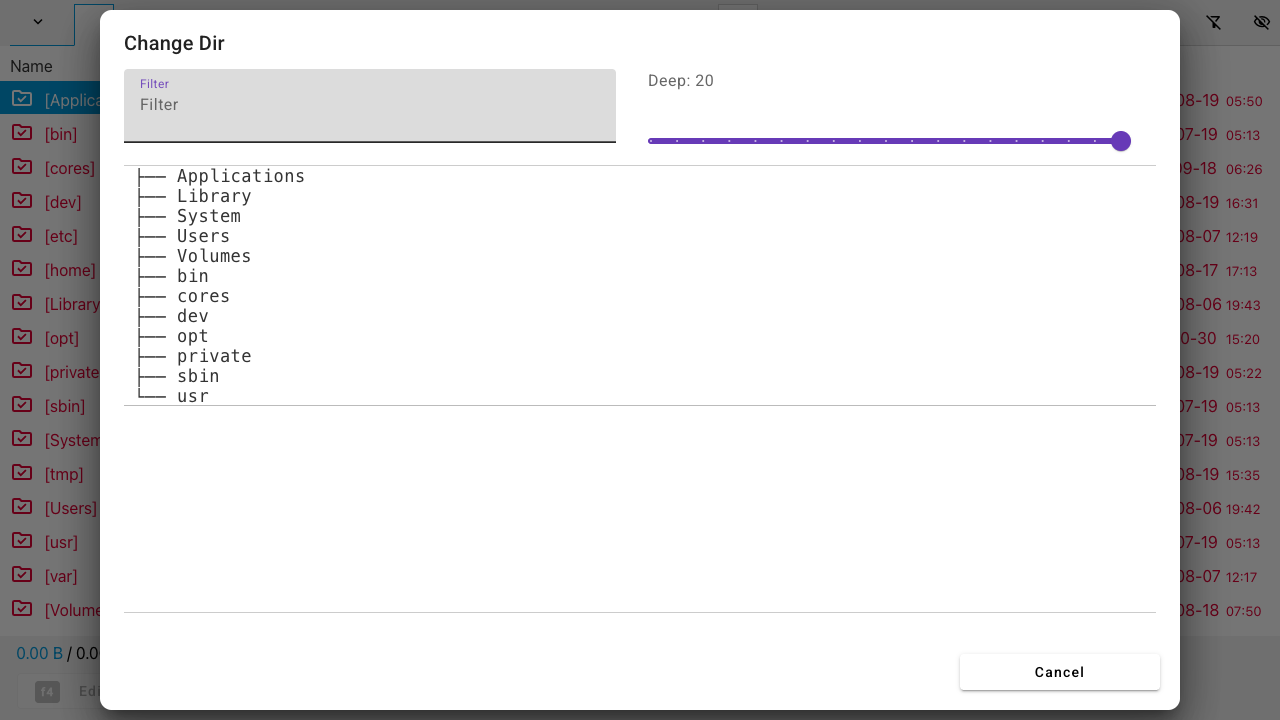 Change Dir
Filter
Filter
Deep: 20
├── Applications
├── Library
├── System
├── Users
├── Volumes
├── bin
├── cores
├── dev
├── opt
├── private
├── sbin
└── usr
Cancel
Name
[Applica 08-19 05:50
[bin] 07-19 05:13
[cores] 09-18 06:26
[dev] 08-19 16:31
[etc] 08-07 12:19
[home] 08-17 17:13
[Library 08-06 19:43
[opt] 0-30 15:20
[private 08-19 05:22
[sbin] 07-19 05:13
[System 07-19 05:13
[tmp] 08-19 15:35
[Users] 08-06 19:42
[usr] 07-19 05:13
[var] 08-07 12:17
[Volume 08-18 07:50
0.00 B / 0.0
f4 Edi